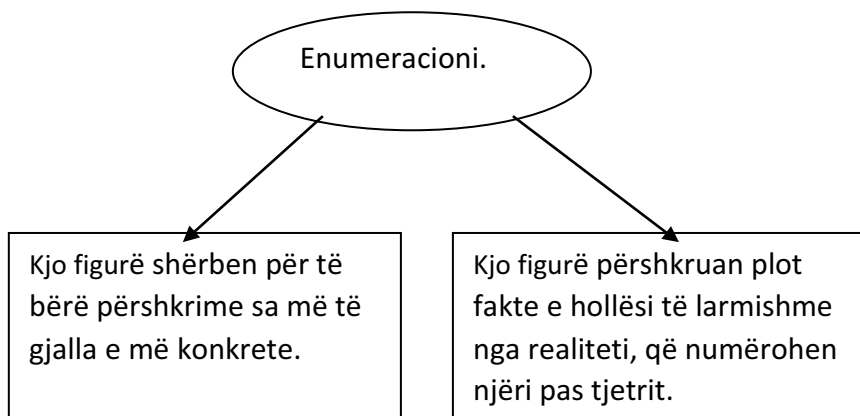 Enumeracioni.
Kjo figurë shërben për të
bërë përshkrime sa më të
gjalla e më konkrete.
Kjo figurë përshkruan plot
fakte e hollësi të larmishme
nga realiteti, që numërohen
njëri pas tjetrit.